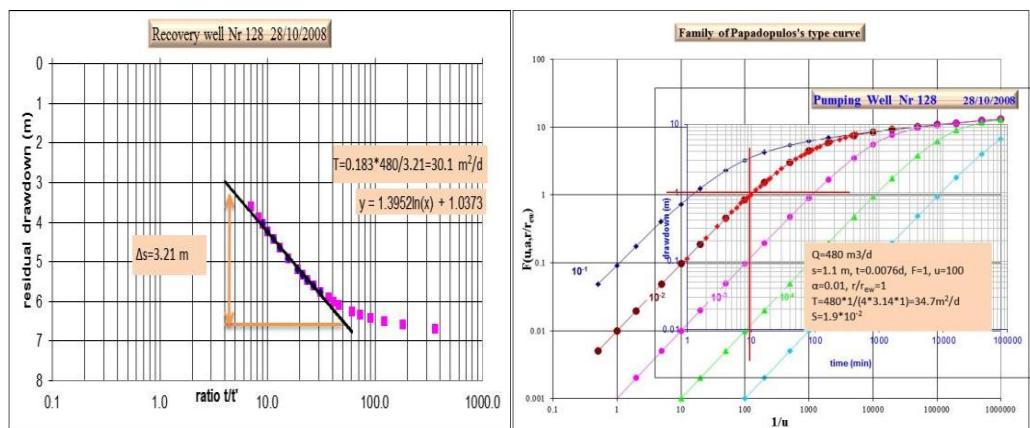 Recovery well Nr 128 28/10/2008
0
1
2
3
4
5
6
7
8
residual drawdown (m)
T=0.183*480/3.21=30.1 m²/d
y = 1.3952ln(x) + 1.0373
Δs=3.21 m
0.1 1.0 10.0 100.0 1000.0
ratio t/t'
Family of Papadopulos's type curve
100
10
1
0.1
0.01
0.001
F(u,a,r/rew)
Pumping Well Nr 128 28/10/2008
10
1
0.1
0.01
drawdown (m)
10⁻¹
10⁻²
10⁻³
10⁻⁴
Q=480 m3/d
s=1.1 m, t=0.0076d, F=1, u=100
α=0.01, r/rew=1
T=480*1/(4*3.14*1)=34.7m²/d
S=1.9*10⁻²
1 10 100 1000 10000 100000
time (min)
0.1 1 10 100 1000 10000 100000 1000000
1/u